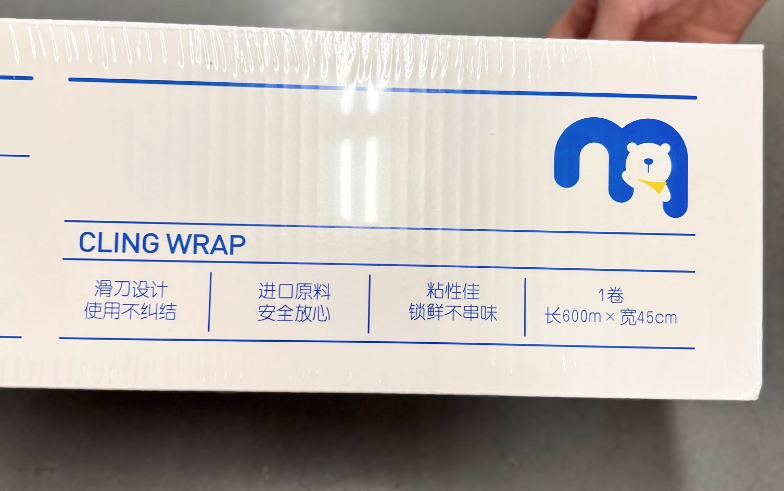 CLING WRAP
滑刀设计
使用不纠结
进口原料
安全放心
粘性佳
锁鲜不串味
1卷
长600m×宽45cm